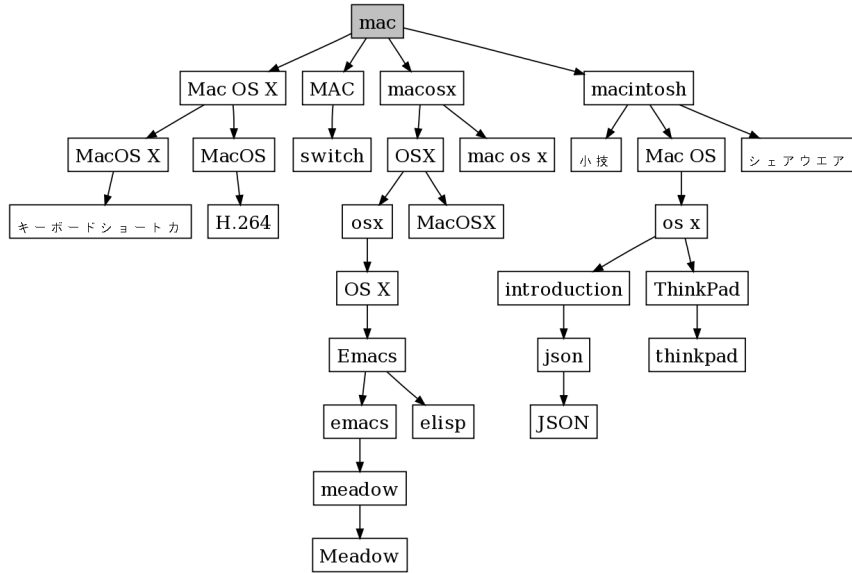 mac
Mac OS X
MAC
macosx
macintosh
MacOS X
MacOS
switch
OSX
mac os x
小技
Mac OS
シェアウエア
キーボードショートカ
H.264
osx
MacOSX
os x
OS X
introduction
ThinkPad
Emacs
json
thinkpad
emacs
elisp
JSON
meadow
Meadow